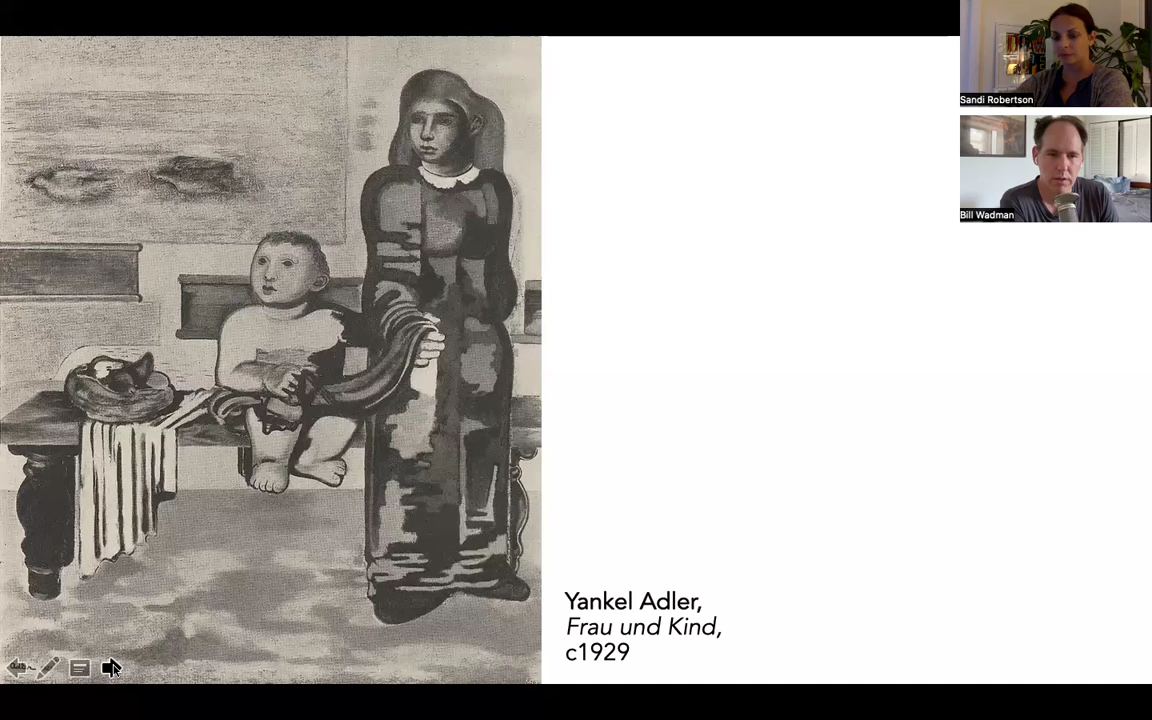 Sandi Robertson
Bill Wadman
Yankel Adler,
Frau und Kind,
c1929